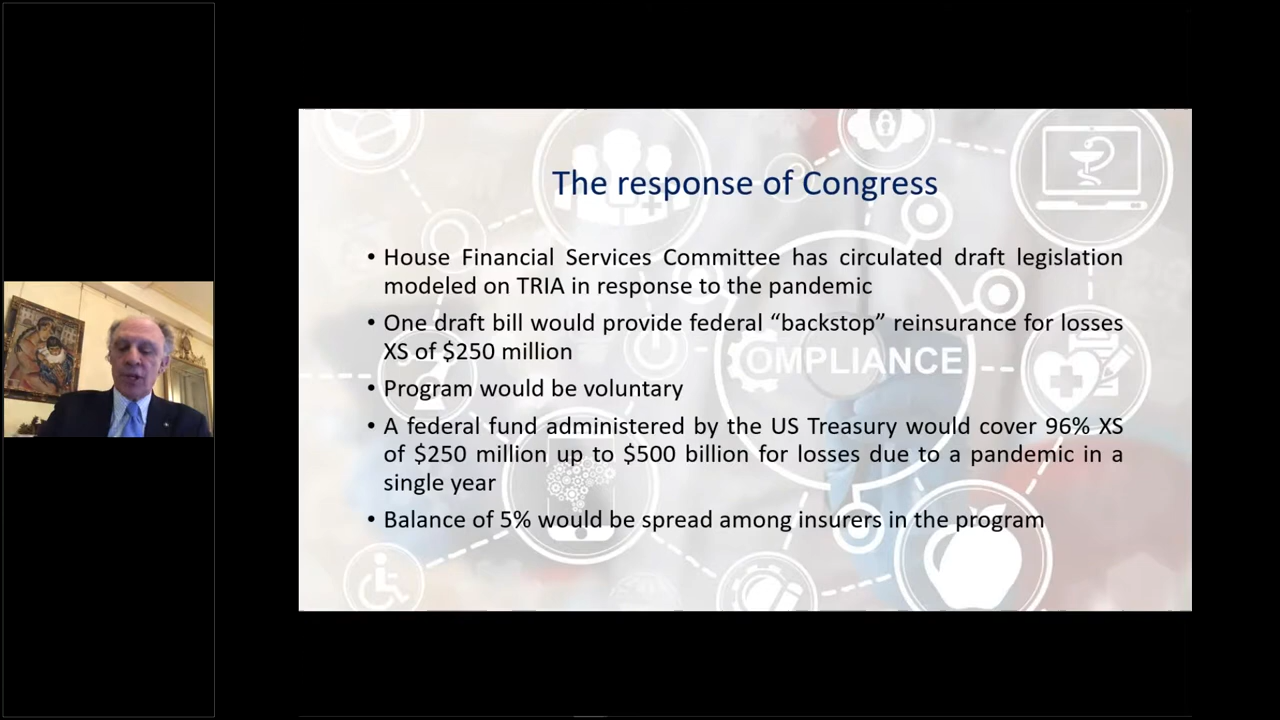 The response of Congress
• House Financial Services Committee has circulated draft legislation
modeled on TRIA in response to the pandemic
• One draft bill would provide federal “backstop” reinsurance for losses
XS of $250 million
OMPLIANCE
• Program would be voluntary
• A federal fund administered by the US Treasury would cover 96% XS
of $250 million up to $500 billion for losses due to a pandemic in a
single year
• Balance of 5% would be spread among insurers in the program